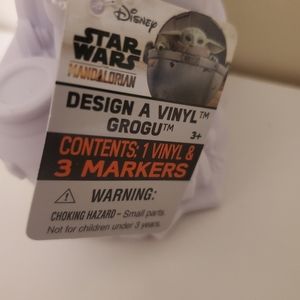 Disney
STAR
WARS
MANDALORIAN
DESIGN A VINYL™
GROGU™
3+
CONTENTS: 1 VINYL &
3 MARKERS
! WARNING:
CHOKING HAZARD – Small parts.
Not for children under 3 years.